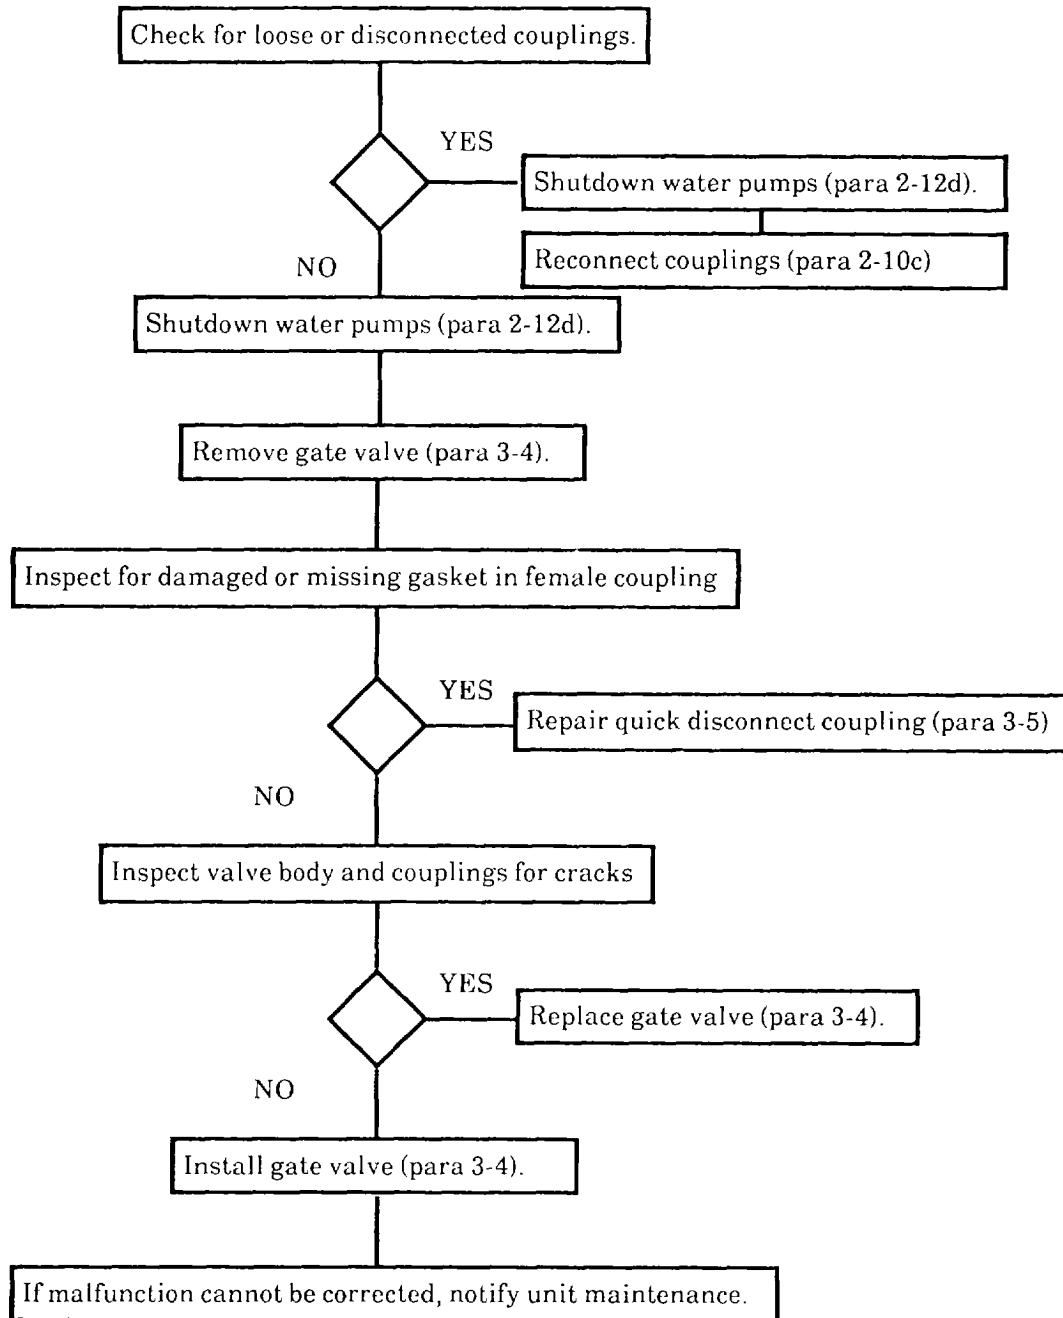 Check for loose or disconnected couplings.
YES
Shutdown water pumps (para 2-12d).
Reconnect couplings (para 2-10c)
NO
Shutdown water pumps (para 2-12d).
Remove gate valve (para 3-4).
Inspect for damaged or missing gasket in female coupling
YES
Repair quick disconnect coupling (para 3-5)
NO
Inspect valve body and couplings for cracks
YES
Replace gate valve (para 3-4).
NO
Install gate valve (para 3-4).
If malfunction cannot be corrected, notify unit maintenance.